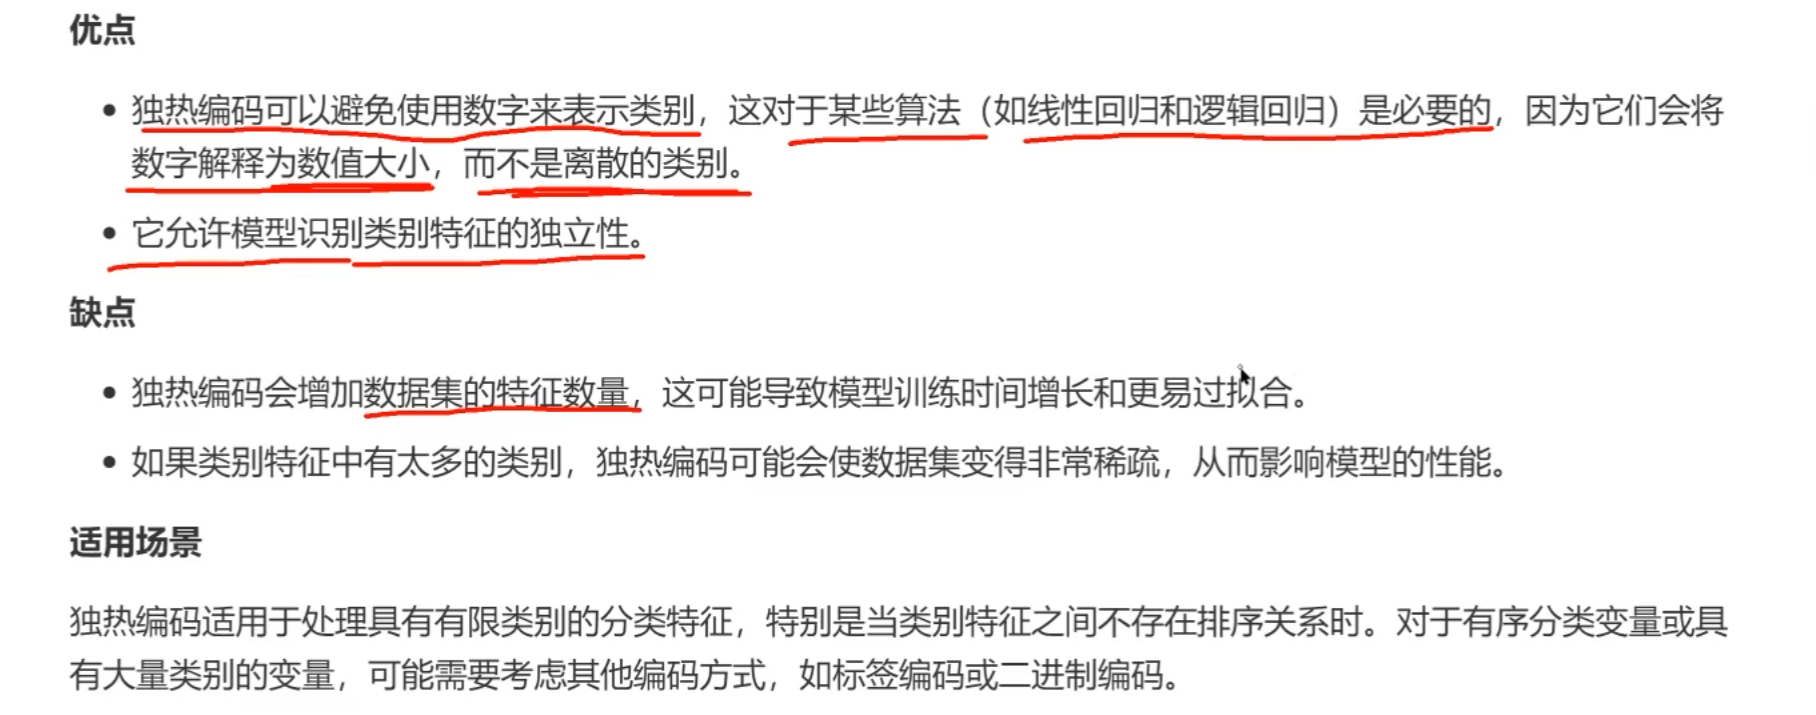 优点
• 独热编码可以避免使用数字来表示类别，这对于某些算法（如线性回归和逻辑回归）是必要的，因为它们会将
数字解释为数值大小，而不是离散的类别。
• 它允许模型识别类别特征的独立性。
缺点
• 独热编码会增加数据集的特征数量，这可能导致模型训练时间增长和更易过拟合。
• 如果类别特征中有太多的类别，独热编码可能会使数据集变得非常稀疏，从而影响模型的性能。
适用场景
独热编码适用于处理具有有限类别的分类特征，特别是当类别特征之间不存在排序关系时。对于有序分类变量或具
有大量类别的变量，可能需要考虑其他编码方式，如标签编码或二进制编码。